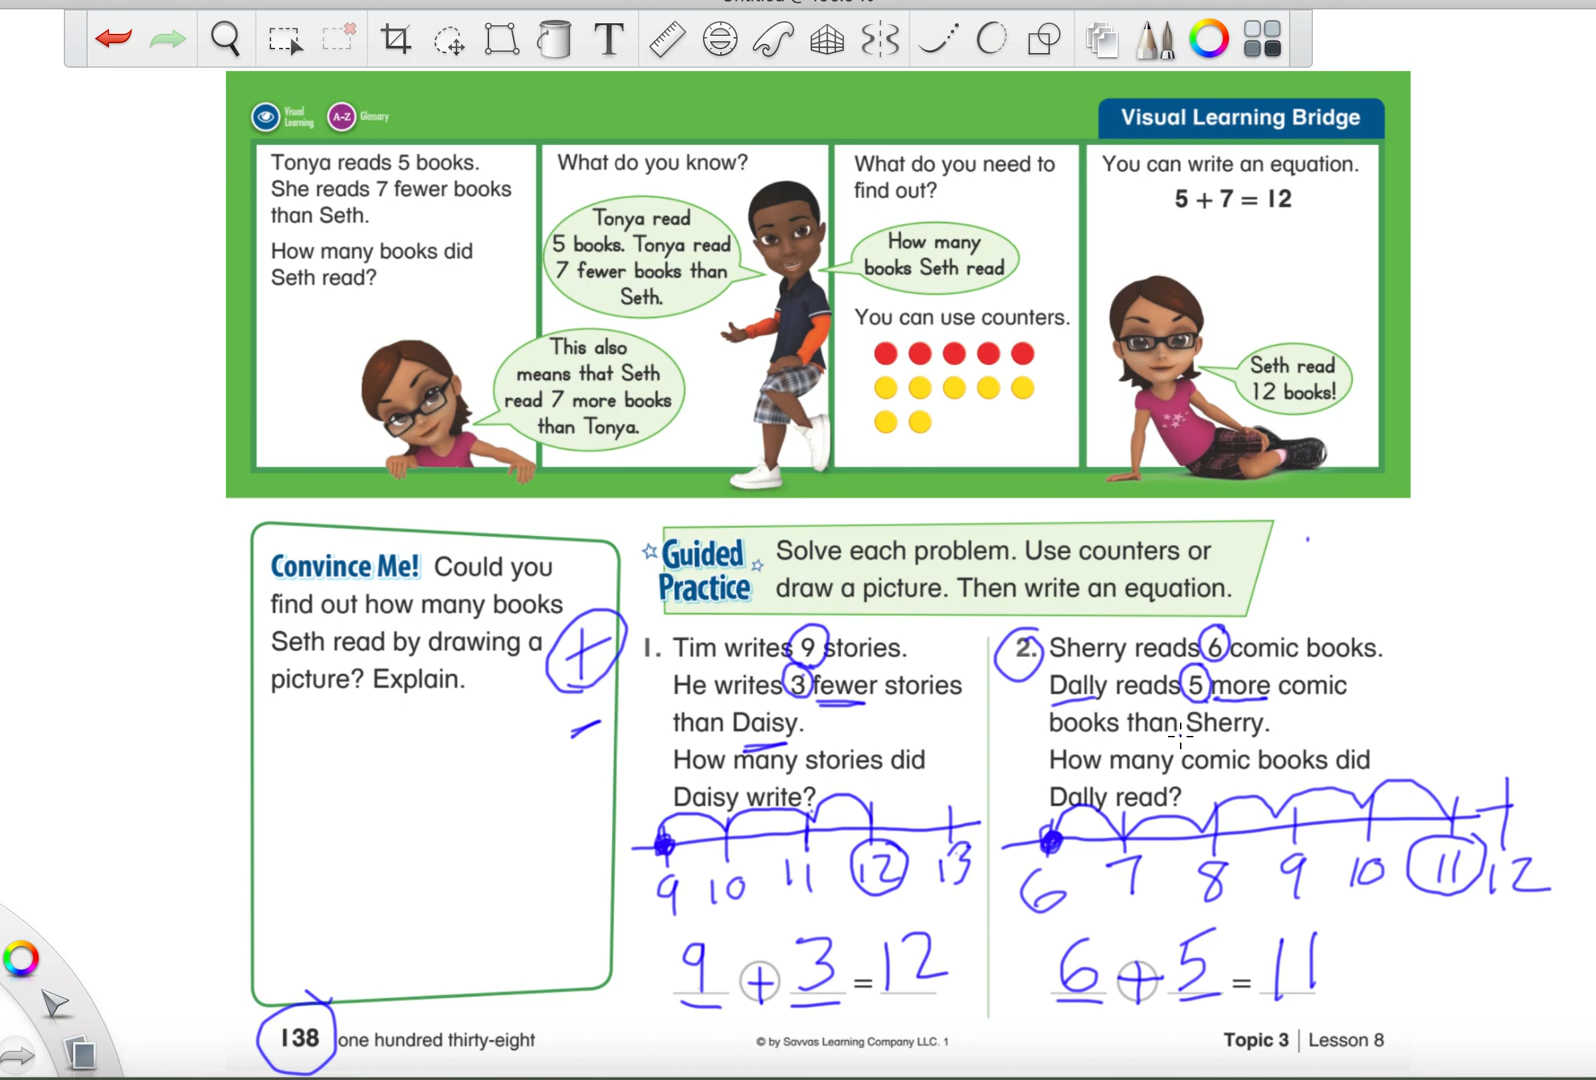 Visual
Learning
A-Z
Glossary
Visual Learning Bridge
Tonya reads 5 books.
She reads 7 fewer books
than Seth.
How many books did
Seth read?
What do you know?
Tonya read
5 books. Tonya read
7 fewer books than
Seth.
This also
means that Seth
read 7 more books
than Tonya.
What do you need to
find out?
How many
books Seth read
You can use counters.
You can write an equation.
5 + 7 = 12
Seth read
12 books!
Convince Me! Could you
find out how many books
Seth read by drawing a
picture? Explain.
+
-
Guided
Practice
Solve each problem. Use counters or
draw a picture. Then write an equation.
1. Tim writes 9 stories.
He writes 3 fewer stories
than Daisy.
How many stories did
Daisy write?
9 10 11 12 13
9 + 3 = 12
2. Sherry reads 6 comic books.
Dally reads 5 more comic
books than Sherry.
How many comic books did
Dally read?
6 7 8 9 10 11 12
6 + 5 = 11
138 one hundred thirty-eight
© by Savvas Learning Company LLC. 1
Topic 3 | Lesson 8